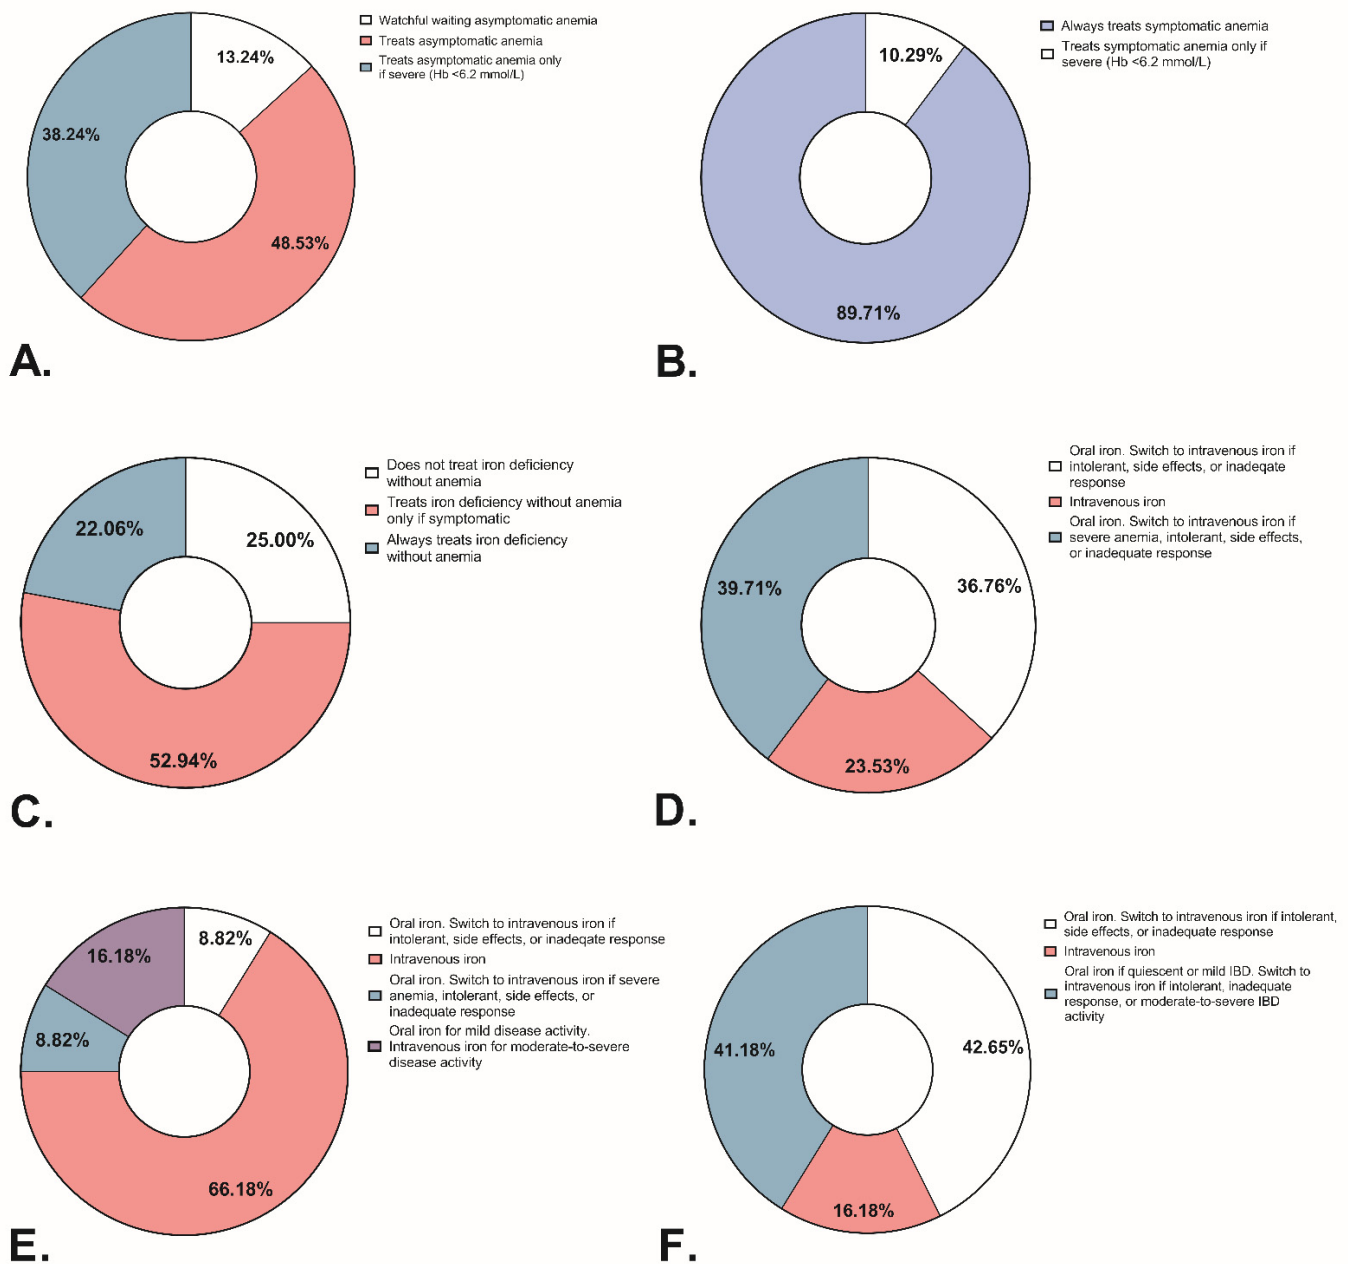 Watchful waiting asymptomatic anemia
Treats asymptomatic anemia
Treats asymptomatic anemia only
if severe (Hb <6.2 mmol/L)
13.24%
38.24%
48.53%
A.
Always treats symptomatic anemia
Treats symptomatic anemia only if
severe (Hb <6.2 mmol/L)
10.29%
89.71%
B.
Does not treat iron deficiency
without anemia
Treats iron deficiency without anemia
only if symptomatic
Always treats iron deficiency
without anemia
22.06%
25.00%
52.94%
C.
Oral iron. Switch to intravenous iron if
intolerant, side effects, or inadeqate
response
Intravenous iron
Oral iron. Switch to intravenous iron if
severe anemia, intolerant, side effects,
or inadequate response
39.71%
36.76%
23.53%
D.
Oral iron. Switch to intravenous iron if
intolerant, side effects, or inadeqate response
Intravenous iron
Oral iron. Switch to intravenous iron if severe
anemia, intolerant, side effects, or
inadequate response
Oral iron for mild disease activity.
Intravenous iron for moderate-to-severe
disease activity
8.82%
16.18%
8.82%
66.18%
E.
Oral iron. Switch to intravenous iron if intolerant,
side effects, or inadequate response
Intravenous iron
Oral iron if quiescent or mild IBD. Switch to
intravenous iron if intolerant, inadequate
response, or moderate-to-severe IBD
activity
41.18%
42.65%
16.18%
F.